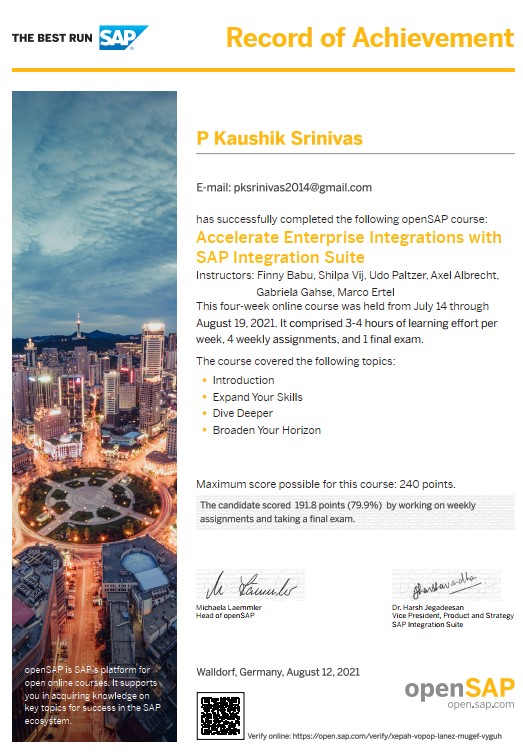 THE BEST RUN SAP
Record of Achievement
P Kaushik Srinivas
E-mail: pksrinivas2014@gmail.com
has successfully completed the following openSAP course:
Accelerate Enterprise Integrations with
SAP Integration Suite
Instructors: Finny Babu, Shilpa Vij, Udo Paltzer, Axel Albrecht,
Gabriela Gahse, Marco Ertel
This four-week online course was held from July 14 through
August 19, 2021. It comprised 3-4 hours of learning effort per
week, 4 weekly assignments, and 1 final exam.
The course covered the following topics:
• Introduction
• Expand Your Skills
• Dive Deeper
• Broaden Your Horizon
Maximum score possible for this course: 240 points.
The candidate scored 191.8 points (79.9%) by working on weekly
assignments and taking a final exam.
Michaela Laemmler
Head of openSAP
Dr. Harsh Jegadeesan
Vice President, Product and Strategy
SAP Integration Suite
openSAP is SAP's platform for
open online courses. It supports
you in acquiring knowledge on
key topics for success in the SAP
ecosystem.
Walldorf, Germany, August 12, 2021
openSAP
open.sap.com
Verify online: https://open.sap.com/verify/xepah-vopop-lanez-mugef-vyguh